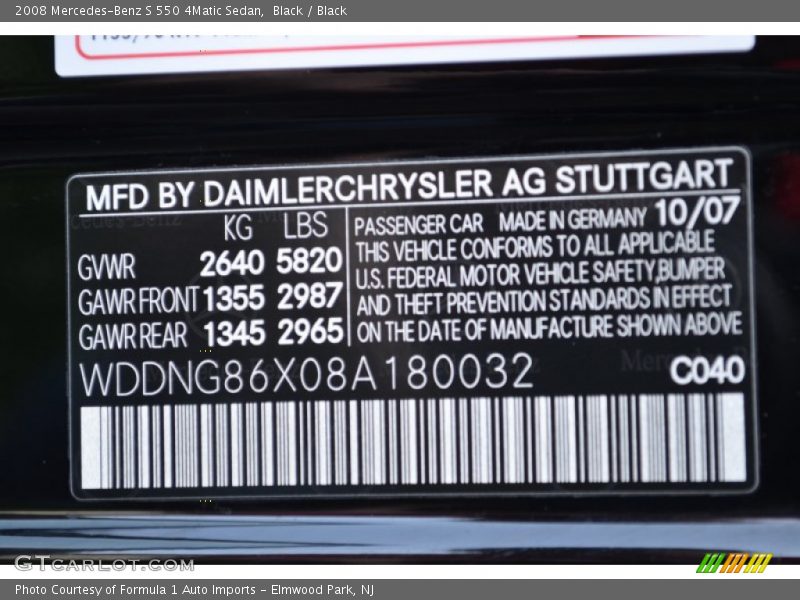 2008 Mercedes-Benz S 550 4Matic Sedan, Black / Black
MFD BY DAIMLERCHRYSLER AG STUTTGART
KG LBS
GVWR 2640 5820
GAWR FRONT 1355 2987
GAWR REAR 1345 2965
PASSENGER CAR MADE IN GERMANY 10/07
THIS VEHICLE CONFORMS TO ALL APPLICABLE
U.S. FEDERAL MOTOR VEHICLE SAFETY,BUMPER
AND THEFT PREVENTION STANDARDS IN EFFECT
ON THE DATE OF MANUFACTURE SHOWN ABOVE
WDDNG86X08A180032 C040
GTCARLOT.COM
Photo Courtesy of Formula 1 Auto Imports - Elmwood Park, NJ